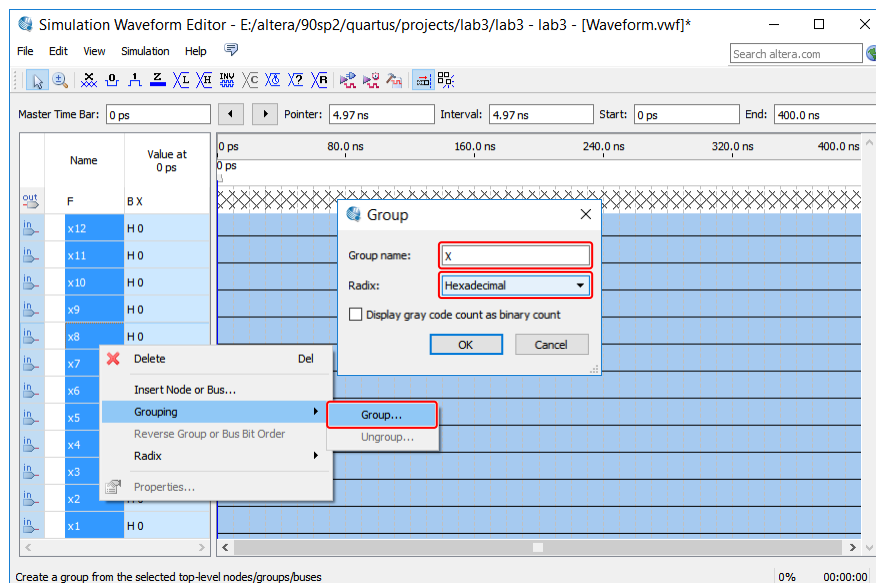 Simulation Waveform Editor - E:/altera/90sp2/quartus/projects/lab3/lab3 - lab3 - [Waveform.vwf]*
File Edit View Simulation Help
Search altera.com
Master Time Bar: 0 ps Pointer: 4.97 ns Interval: 4.97 ns Start: 0 ps End: 400.0 ns
Name Value at 0 ps
0 ps 80.0 ns 160.0 ns 240.0 ns 320.0 ns 400.0 ns
0 ps
out F B X
in x12 H 0
in x11 H 0
in x10 H 0
in x9 H 0
in x8 H 0
in x7
in x6
in x5
in x4
in x3
in x2
in x1 H 0
Group
Group name: X
Radix: Hexadecimal
Display gray code count as binary count
OK Cancel
Delete Del
Insert Node or Bus...
Grouping
Reverse Group or Bus Bit Order
Radix
Properties...
Group...
Ungroup...
Create a group from the selected top-level nodes/groups/buses 0% 00:00:00